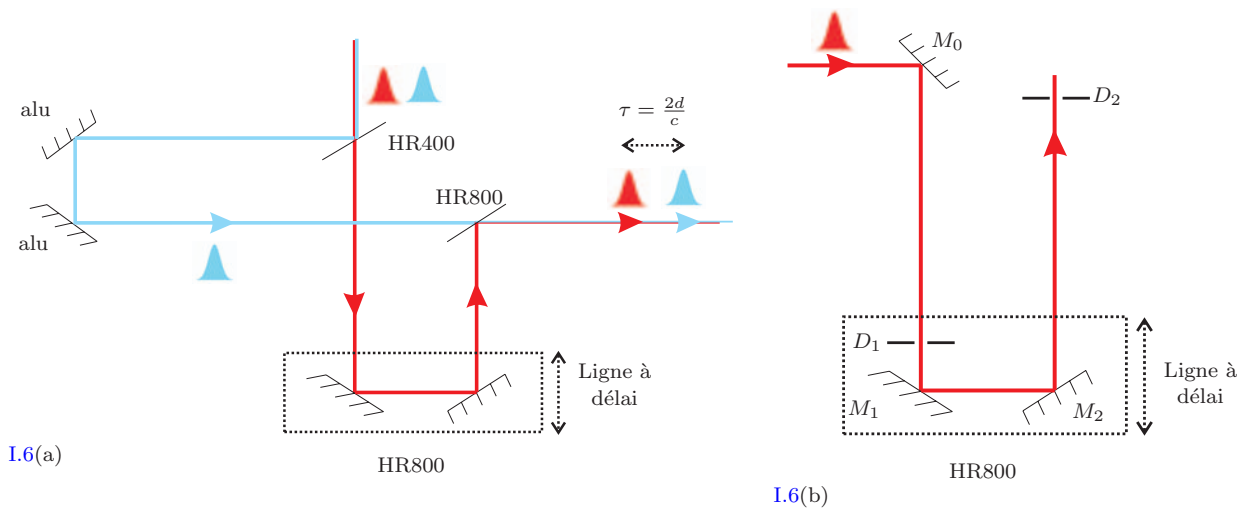 alu
HR400
τ = 2d/c
HR800
alu
Ligne à
délai
HR800
I.6(a)
M₀
D₂
D₁
M₁
M₂
Ligne à
délai
HR800
I.6(b)